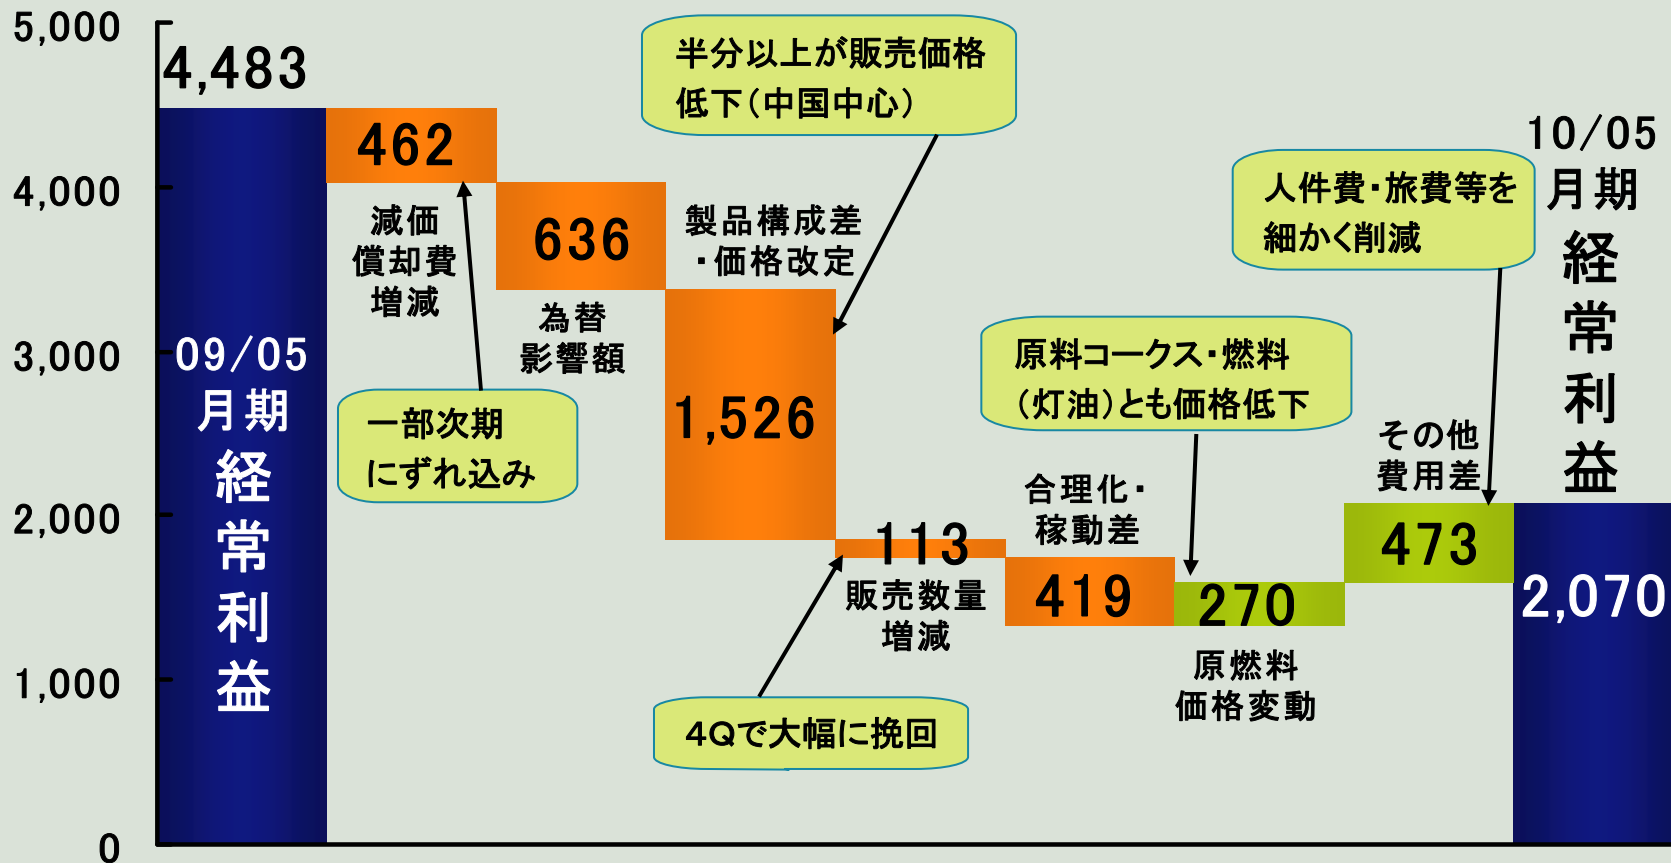 5,000
4,000
3,000
2,000
1,000
0
4,483
09/05
月期
経
常
利
益
462
減価
償却費
増減
一部次期
にずれ込み
636
為替
影響額
半分以上が販売価格
低下(中国中心)
製品構成差
・価格改定
1,526
113
販売数量
増減
4Qで大幅に挽回
合理化・
稼動差
419
原料コークス・燃料
(灯油)とも価格低下
270
原燃料
価格変動
人件費・旅費等を
細かく削減
その他
費用差
473
10/05
月期
経
常
利
益
2,070